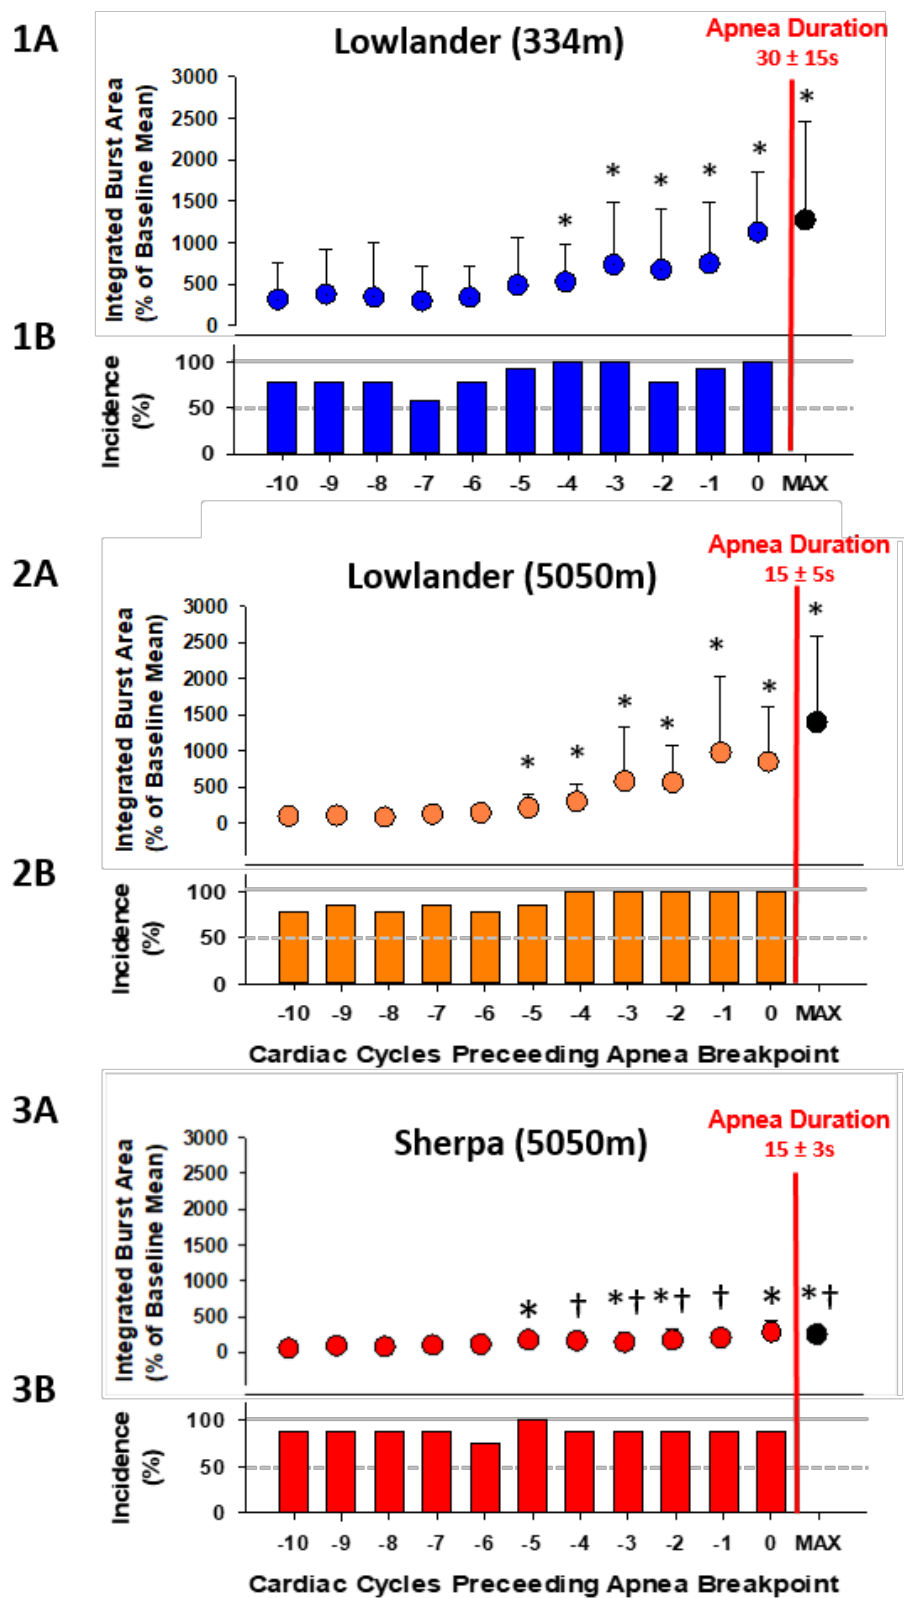 1A
Lowlander (334m)
Apnea Duration
30 ± 15s
Integrated Burst Area
(% of Baseline Mean)
3000
2500
2000
1500
1000
500
0
* * * * * *
1B
Incidence
(%)
100
50
0
-10 -9 -8 -7 -6 -5 -4 -3 -2 -1 0 MAX
2A
Lowlander (5050m)
Apnea Duration
15 ± 5s
Integrated Burst Area
(% of Baseline Mean)
3000
2500
2000
1500
1000
500
0
* * * * * * *
2B
Incidence
(%)
100
50
0
-10 -9 -8 -7 -6 -5 -4 -3 -2 -1 0 MAX
Cardiac Cycles Preceeding Apnea Breakpoint
3A
Sherpa (5050m)
Apnea Duration
15 ± 3s
Integrated Burst Area
(% of Baseline Mean)
3000
2500
2000
1500
1000
500
0
* † *† *† † * *†
3B
Incidence
(%)
100
50
0
-10 -9 -8 -7 -6 -5 -4 -3 -2 -1 0 MAX
Cardiac Cycles Preceeding Apnea Breakpoint